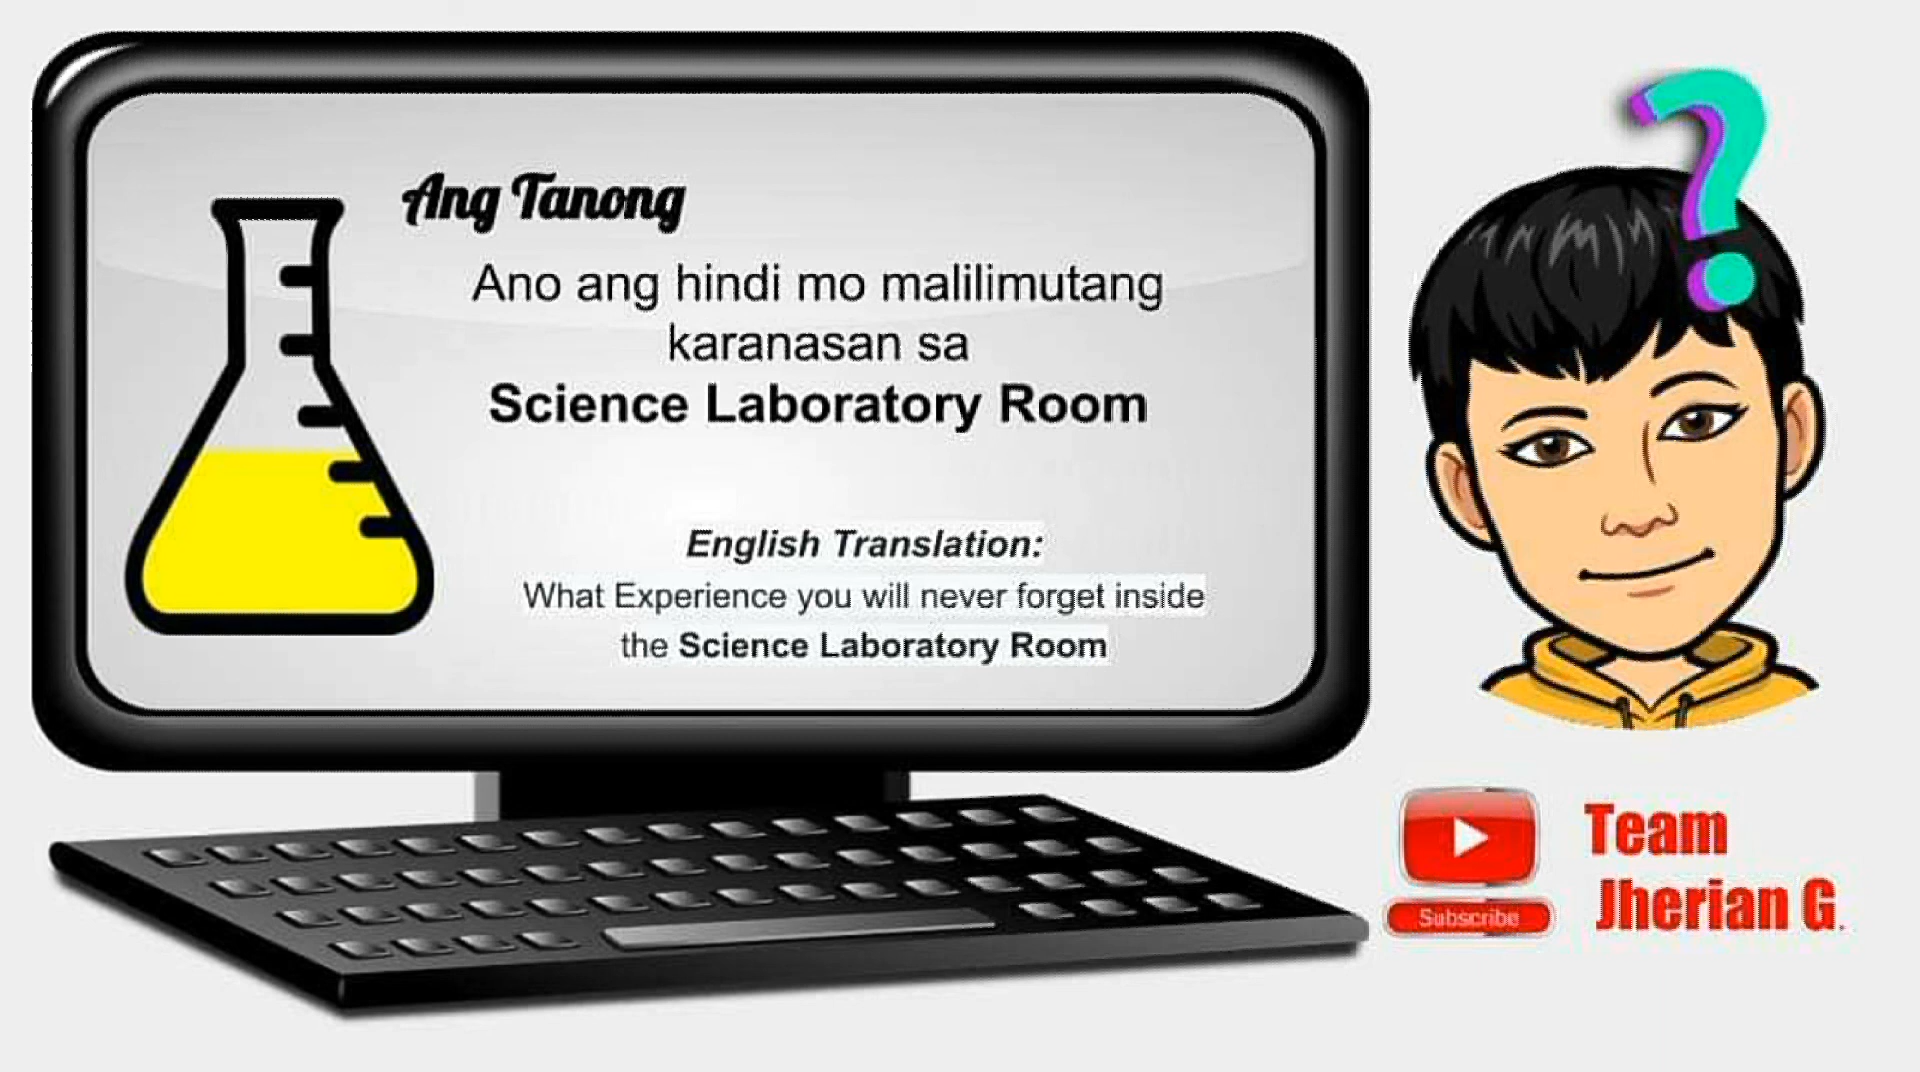 Ang Tanong
Ano ang hindi mo malilimutang
karanasan sa
Science Laboratory Room
English Translation:
What Experience you will never forget inside
the Science Laboratory Room
Team
Jherian G.
Subscribe